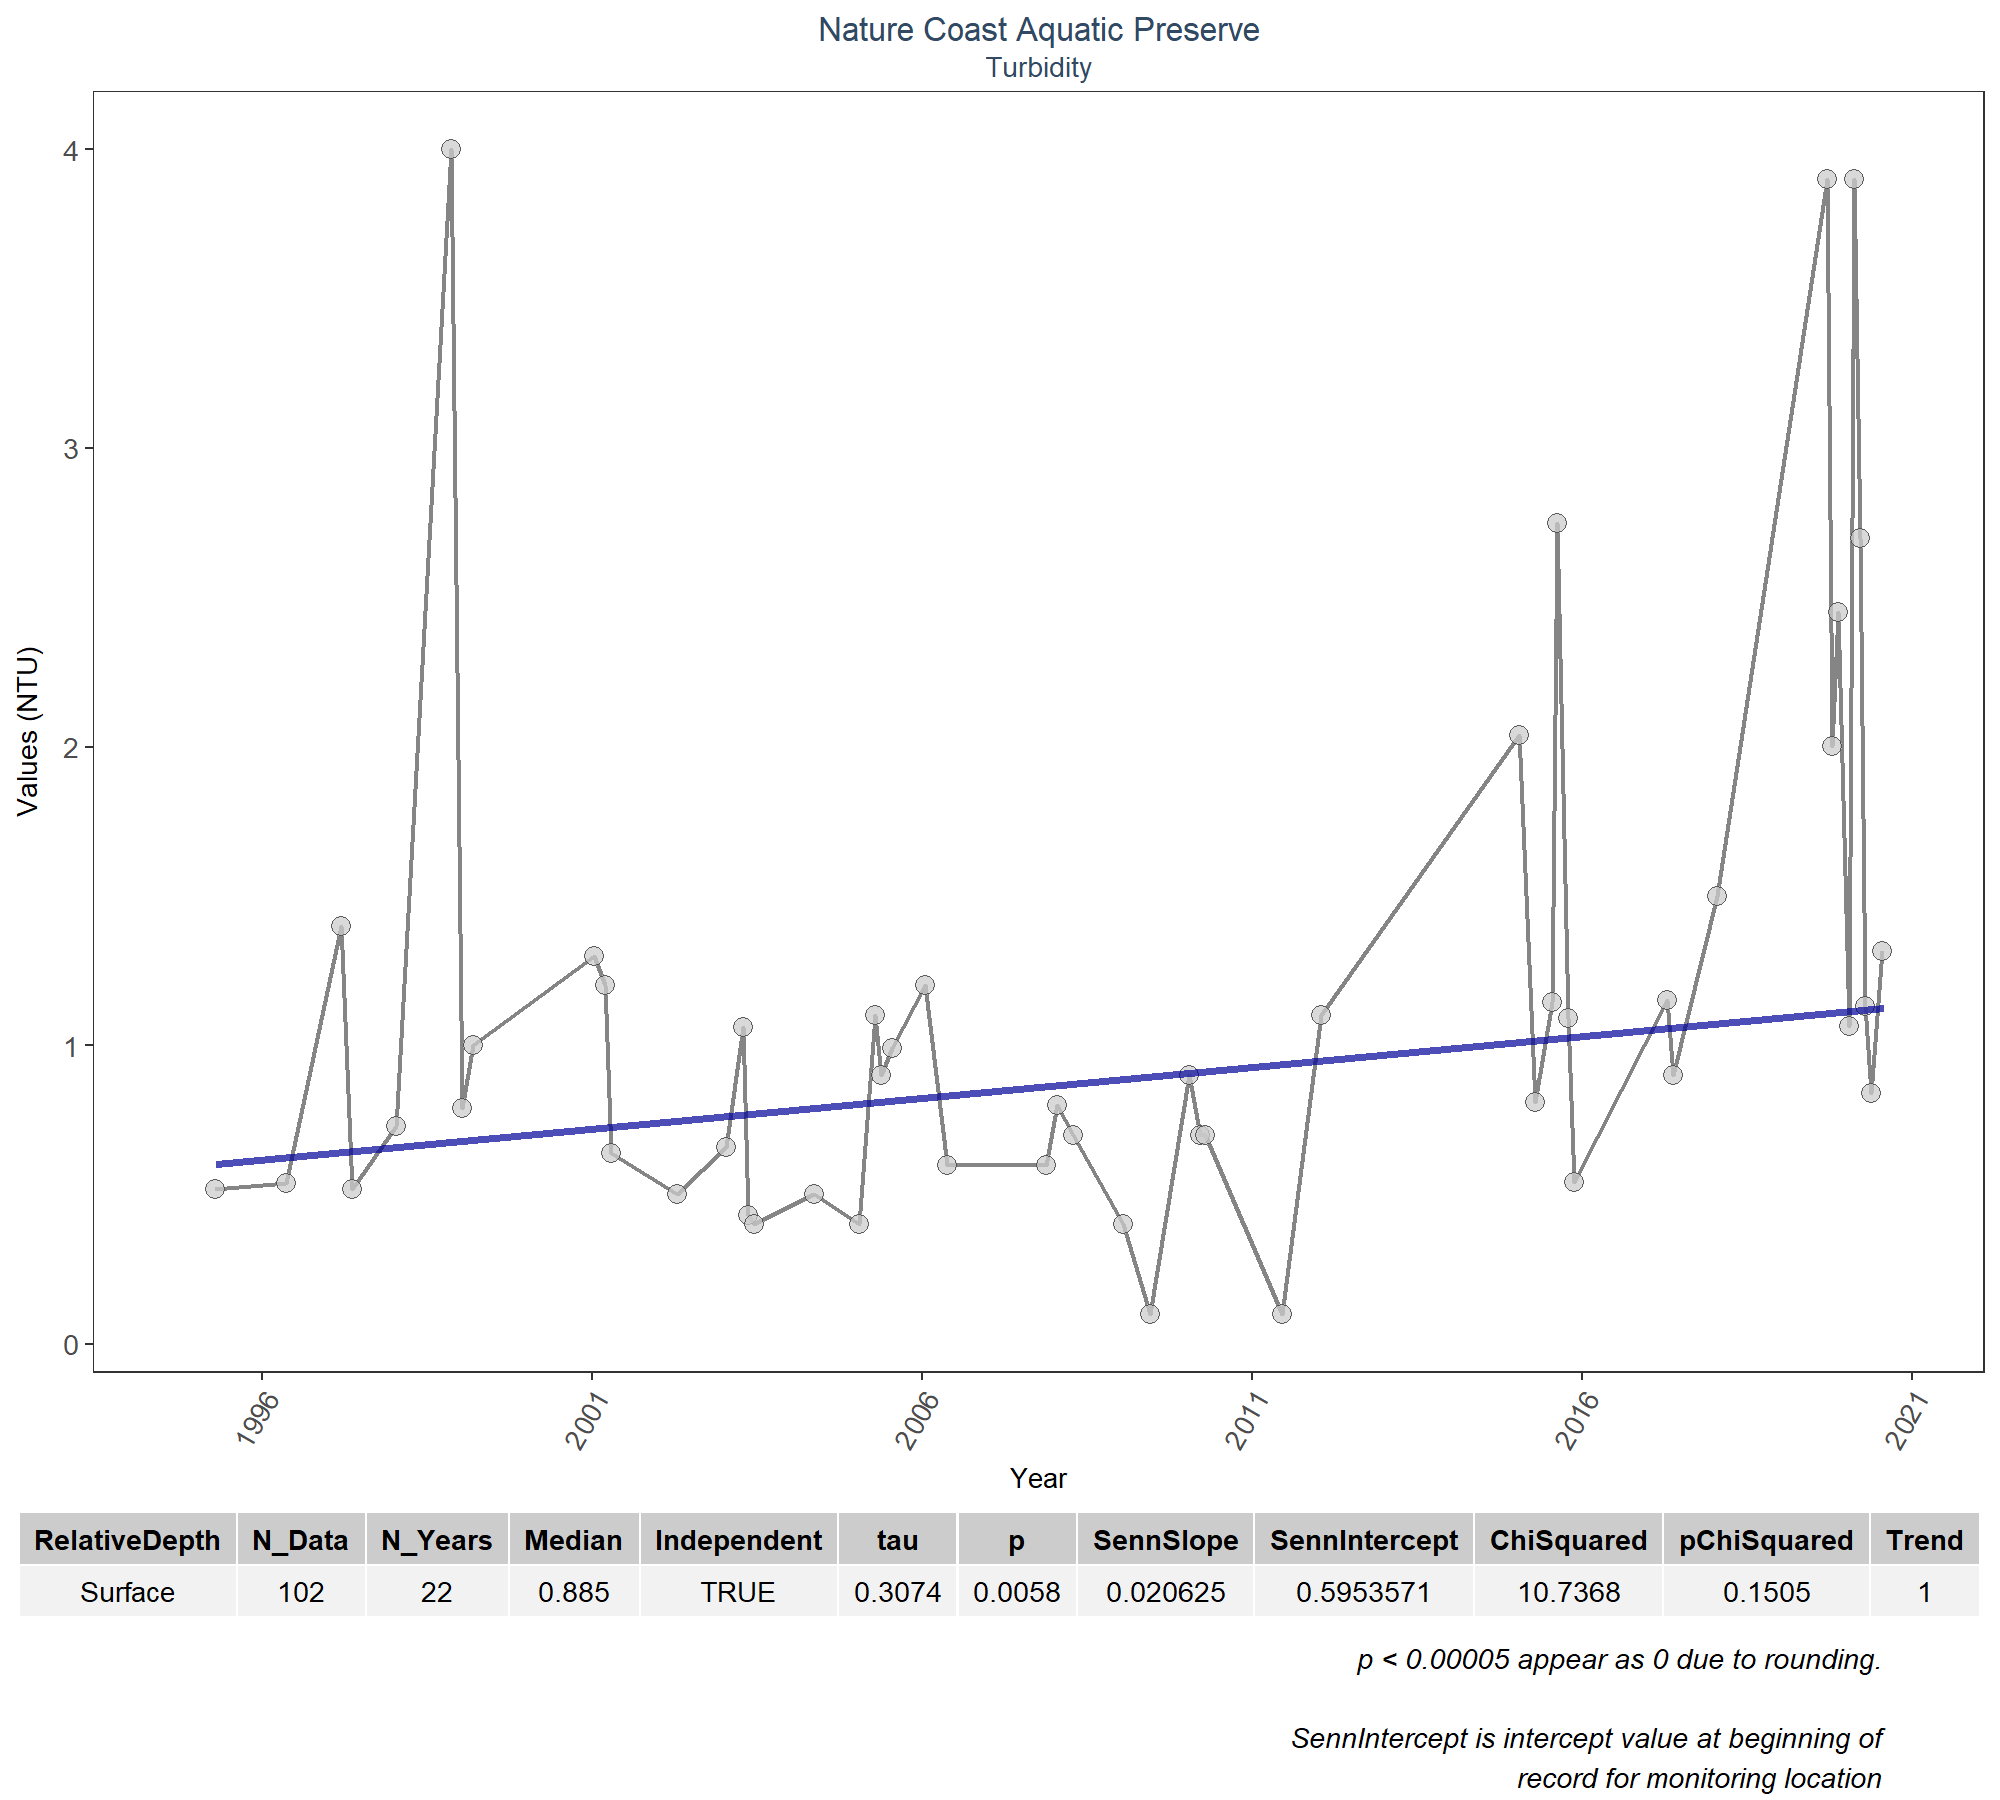 Nature Coast Aquatic Preserve
Turbidity
Values (NTU)
4
3
2
1
0
1996 2001 2006 2011 2016 2021
Year
RelativeDepth N_Data N_Years Median Independent tau p SennSlope SennIntercept ChiSquared pChiSquared Trend
Surface 102 22 0.885 TRUE 0.3074 0.0058 0.020625 0.5953571 10.7368 0.1505 1
p < 0.00005 appear as 0 due to rounding.
SennIntercept is intercept value at beginning of
record for monitoring location